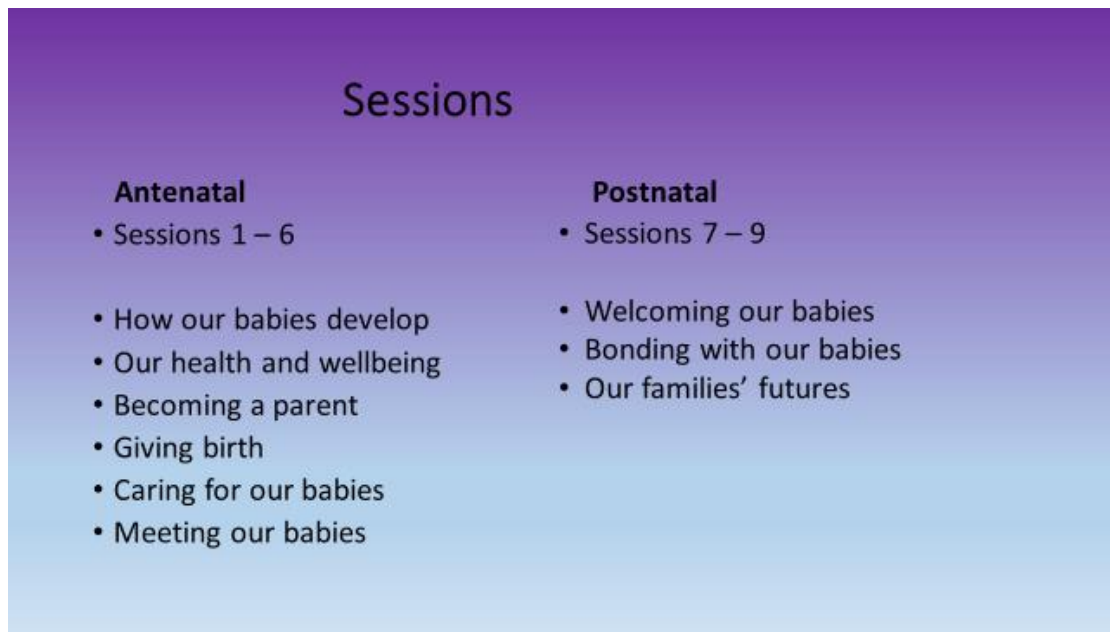 Sessions
Antenatal
• Sessions 1 – 6
• How our babies develop
• Our health and wellbeing
• Becoming a parent
• Giving birth
• Caring for our babies
• Meeting our babies
Postnatal
• Sessions 7 – 9
• Welcoming our babies
• Bonding with our babies
• Our families’ futures